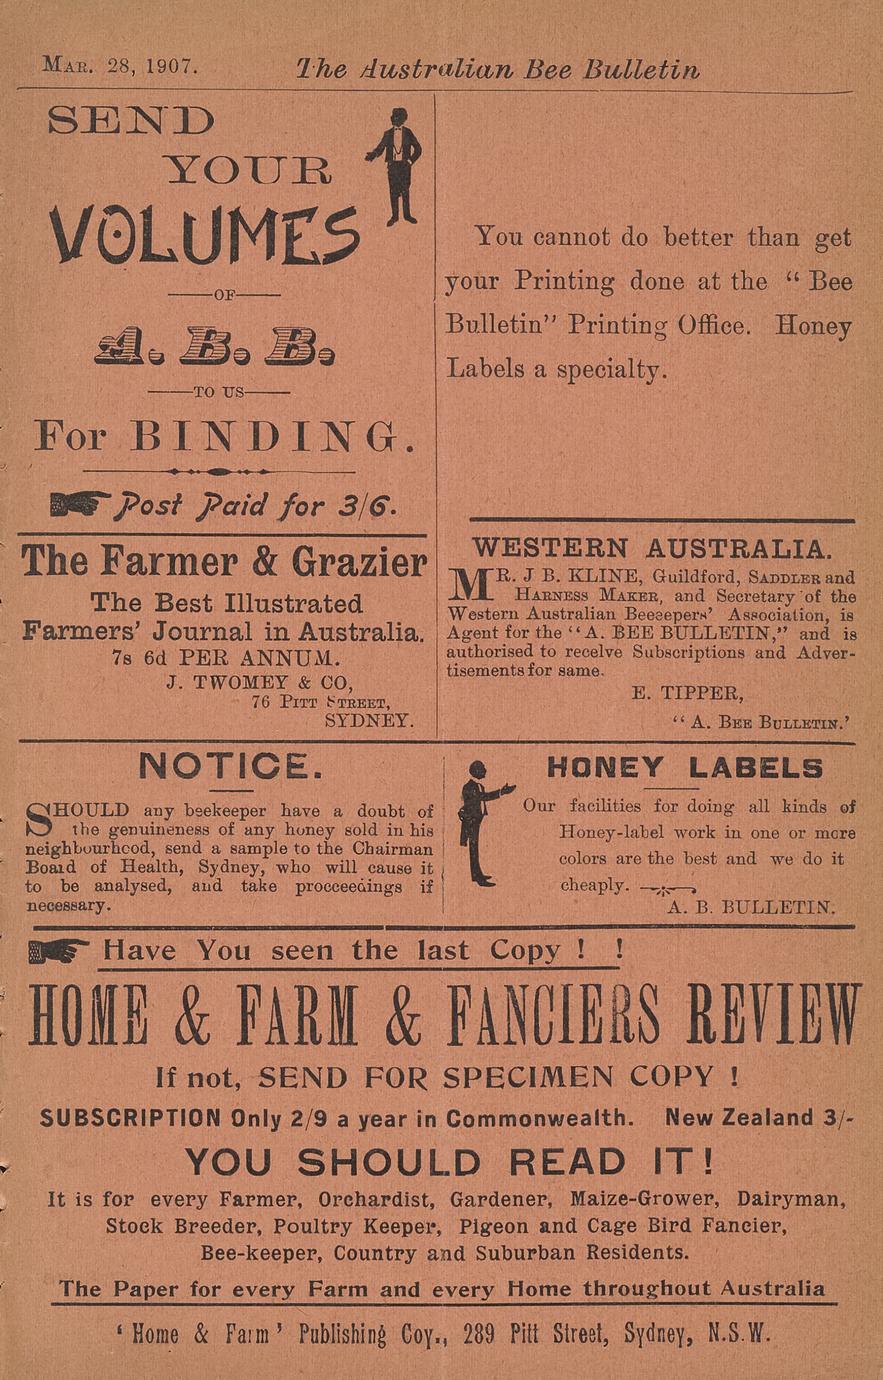 Mar. 28, 1907. The Australian Bee Bulletin
SEND
YOUR
VOLUMES
OF
A. B. B.
TO US
For BINDING.
Post Paid for 3/6.
You cannot do better than get
your Printing done at the “ Bee
Bulletin” Printing Office. Honey
Labels a specialty.
The Farmer & Grazier
The Best Illustrated
Farmers’ Journal in Australia.
7s 6d PER ANNUM.
J. TWOMEY & CO,
76 Pitt Street,
SYDNEY.
WESTERN AUSTRALIA.
MR. J B. KLINE, Guildford, Saddler and
Harness Maker, and Secretary of the
Western Australian Beeeepers’ Association, is
Agent for the “A. BEE BULLETIN,” and is
authorised to receive Subscriptions and Adver-
tisements for same.
E. TIPPER,
“ A. Bee Bulletin.’
NOTICE.
SHOULD any beekeeper have a doubt of
the genuineness of any honey sold in his
neighbourhood, send a sample to the Chairman
Board of Health, Sydney, who will cause it
to be analysed, and take procceedings if
necessary.
HONEY LABELS
Our facilities for doing all kinds of
Honey-label work in one or more
colors are the best and we do it
cheaply.
A. B. BULLETIN.
Have You seen the last Copy ! !
HOME & FARM & FANCIERS REVIEW
If not, SEND FOR SPECIMEN COPY !
SUBSCRIPTION Only 2/9 a year in Commonwealth. New Zealand 3/-
YOU SHOULD READ IT!
It is for every Farmer, Orchardist, Gardener, Maize-Grower, Dairyman,
Stock Breeder, Poultry Keeper, Pigeon and Cage Bird Fancier,
Bee-keeper, Country and Suburban Residents.
The Paper for every Farm and every Home throughout Australia
‘ Home & Farm ’ Publishing Coy., 289 Pitt Street, Sydney, N.S.W.